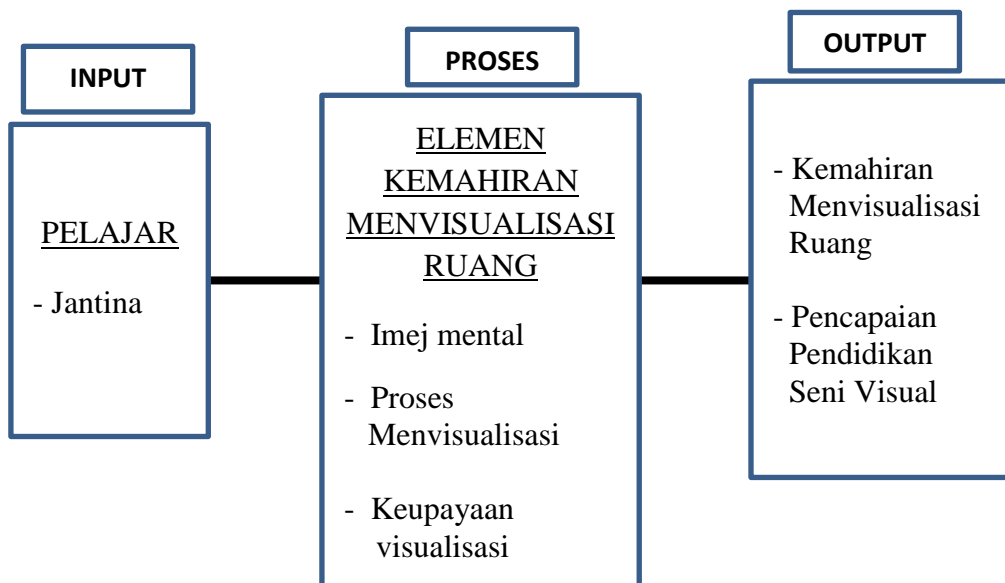 INPUT
PELAJAR
- Jantina
PROSES
ELEMEN
KEMAHIRAN
MENVISUALISASI
RUANG
- Imej mental
- Proses
Menvisualisasi
- Keupayaan
visualisasi
OUTPUT
- Kemahiran
Menvisualisasi
Ruang
- Pencapaian
Pendidikan
Seni Visual